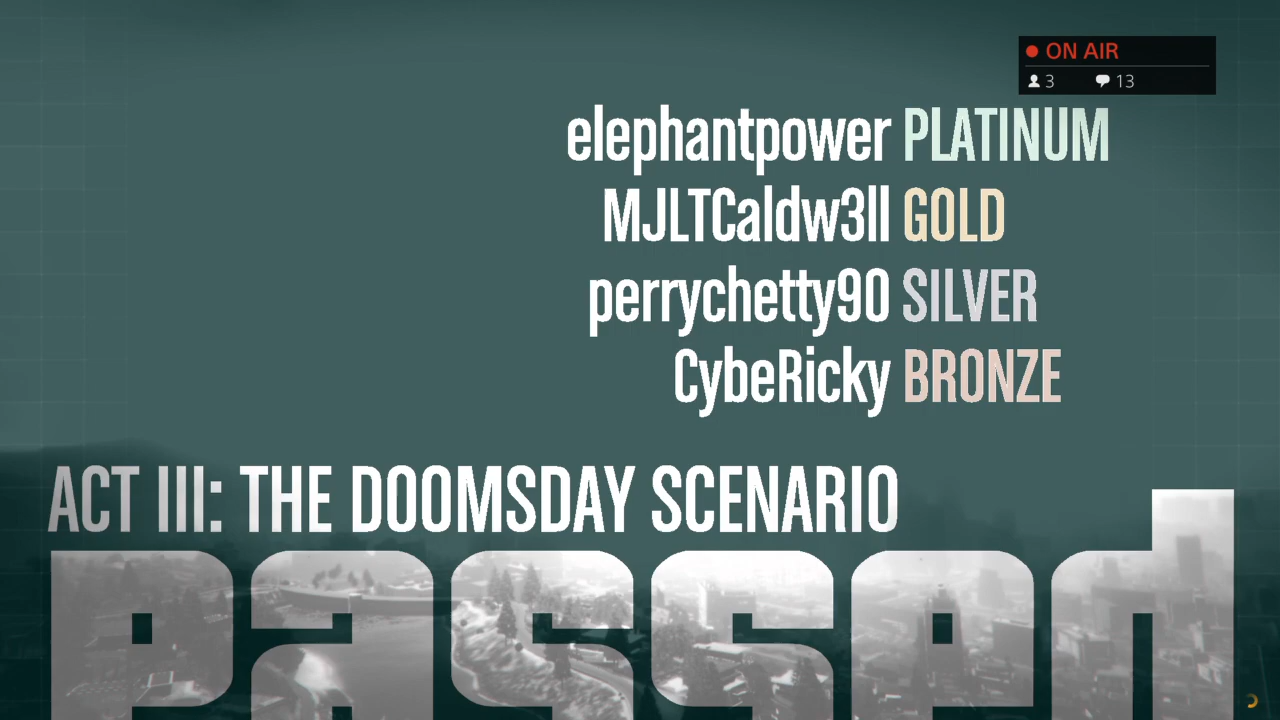 ON AIR
3 13
elephantpower PLATINUM
MJLTCaldw3ll GOLD
perrychetty90 SILVER
CybeRicky BRONZE
ACT III: THE DOOMSDAY SCENARIO
passed